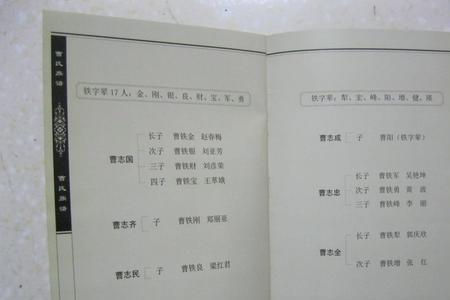 曹氏族谱
曹氏族谱
铁字辈17人：金、刚、银、良、财、宝、军、勇
曹志国
长子 曹铁金 赵春梅
次子 曹铁银 刘亚芳
三子 曹铁财 刘彦荣
四子 曹铁宝 王苹娥
曹志齐 子 曹铁刚 郑丽亚
曹志民 子 曹铁良 梁红君
铁字辈：犁、宏、峰、阳、增、健、瑛
曹志成 子 曹阳（铁字辈）
曹志忠
长子 曹铁军 吴艳坤
次子 曹铁勇 黄波
三子 曹铁峰 李丽
曹志全
长子 曹铁犁 郭庆欣
次子 曹铁增 张红